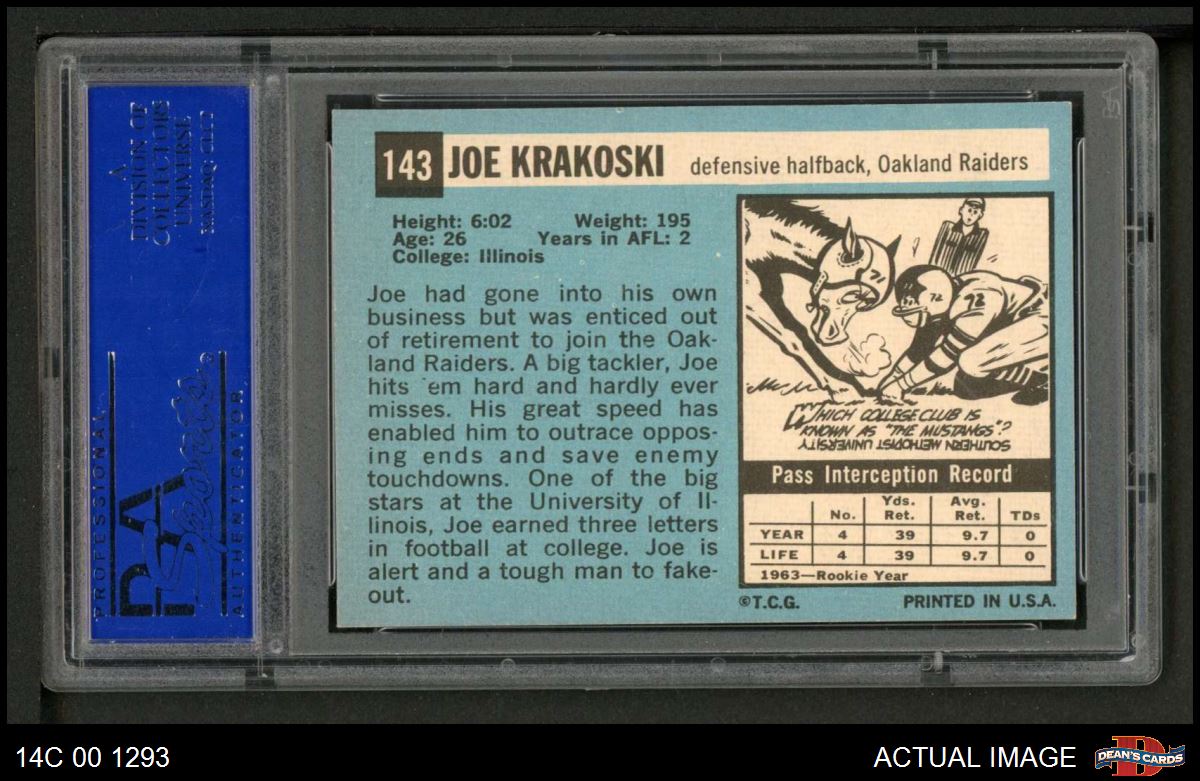 A
DIVISION OF
COLLECTORS
UNIVERSE
NASDAQ: CLCT
PROFESSIONAL
PSA
AUTHENTICATOR
143 JOE KRAKOSKI defensive halfback, Oakland Raiders
Height: 6:02 Weight: 195
Age: 26 Years in AFL: 2
College: Illinois
Joe had gone into his own
business but was enticed out
of retirement to join the Oak-
land Raiders. A big tackler, Joe
hits 'em hard and hardly ever
misses. His great speed has
enabled him to outrace oppos-
ing ends and save enemy
touchdowns. One of the big
stars at the University of Il-
linois, Joe earned three letters
in football at college. Joe is
alert and a tough man to fake-
out.
71
72
72
WHICH COLLEGE CLUB IS
KNOWN AS "THE MUSTANGS"?
SOUTHERN METHODIST UNIVERSITY
Pass Interception Record
No. Yds. Ret. Avg. Ret. TDs
YEAR 4 39 9.7 0
LIFE 4 39 9.7 0
1963—Rookie Year
©T.C.G. PRINTED IN U.S.A.
14C 00 1293
ACTUAL IMAGE
DEAN'S CARDS